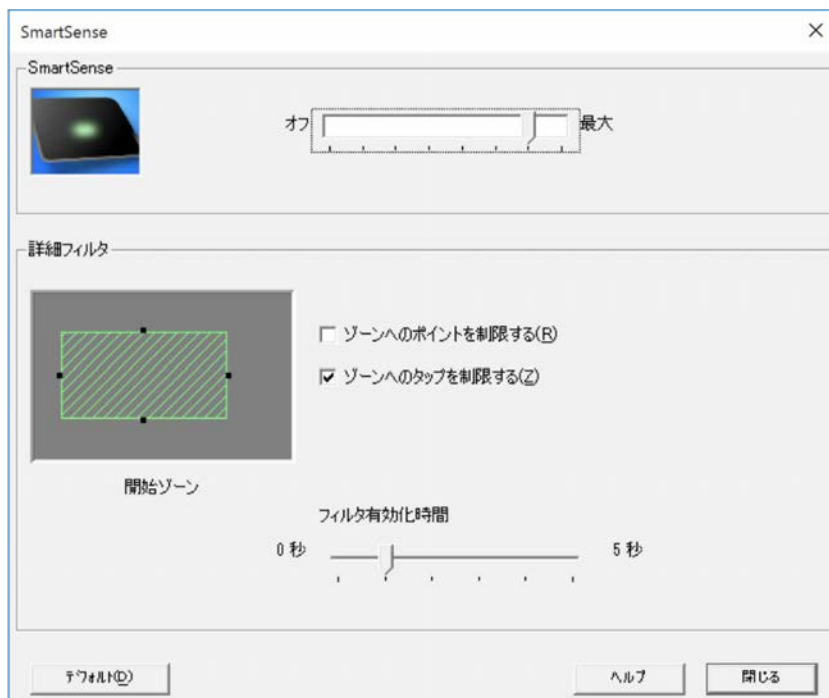 SmartSense
SmartSense
オフ 最大
詳細フィルタ
ゾーンへのポイントを制限する(R)
ゾーンへのタップを制限する(Z)
開始ゾーン
フィルタ有効化時間
0 秒 5 秒
デフォルト(D) ヘルプ 閉じる